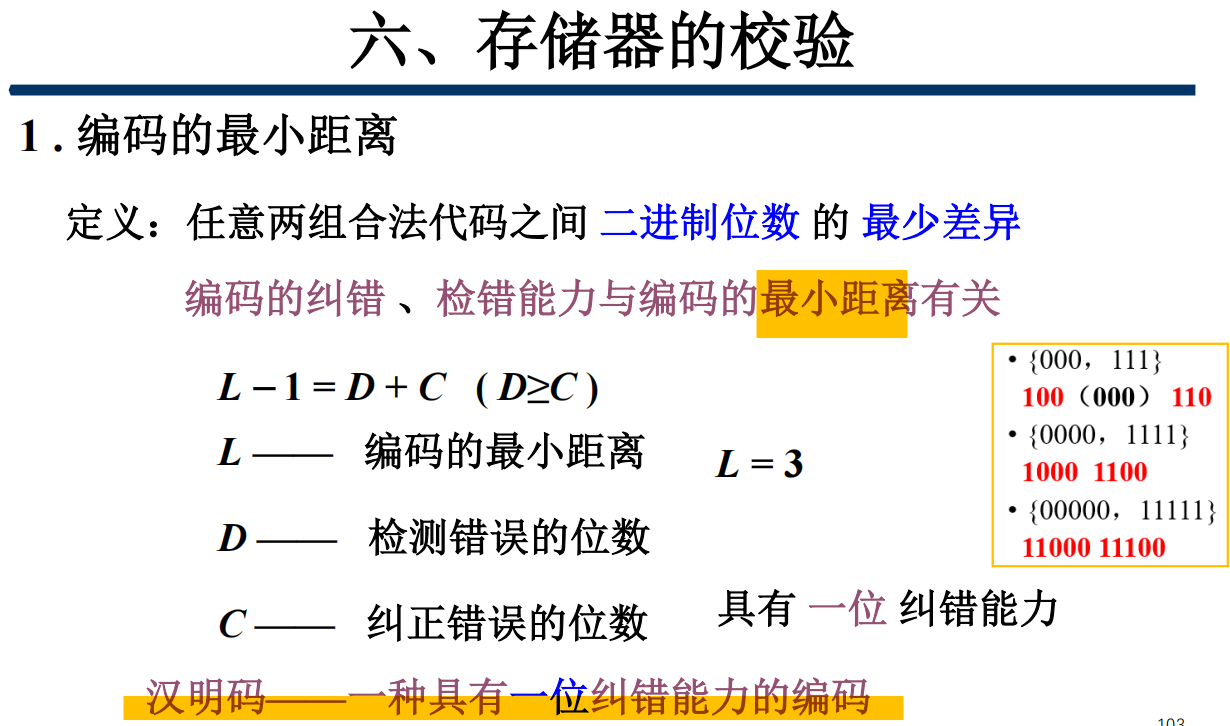 六、存储器的校验
1 . 编码的最小距离
定义：任意两组合法代码之间 二进制位数 的 最少差异
编码的纠错 、检错能力与编码的最小距离有关
L – 1 = D + C ( D≥C )
L —— 编码的最小距离
L = 3
D —— 检测错误的位数
C —— 纠正错误的位数
具有 一位 纠错能力
汉明码—— 一种具有一位纠错能力的编码
• {000，111}
100（000） 110
• {0000，1111}
1000 1100
• {00000，11111}
11000 11100
103